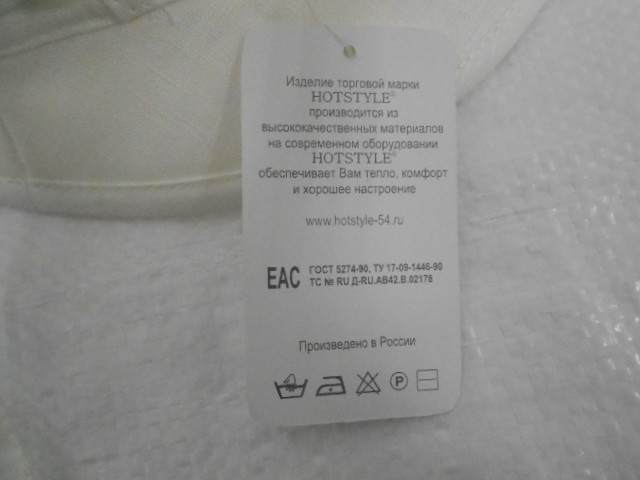 Изделие торговой марки
HOTSTYLE®
производится из
высококачественных материалов
на современном оборудовании
HOTSTYLE®
обеспечивает Вам тепло, комфорт
и хорошее настроение
www.hotstyle-54.ru
EAC
ГОСТ 5274-90, ТУ 17-09-1446-90
ТС № RU Д-RU.АВ42.В.02178
Произведено в России
P